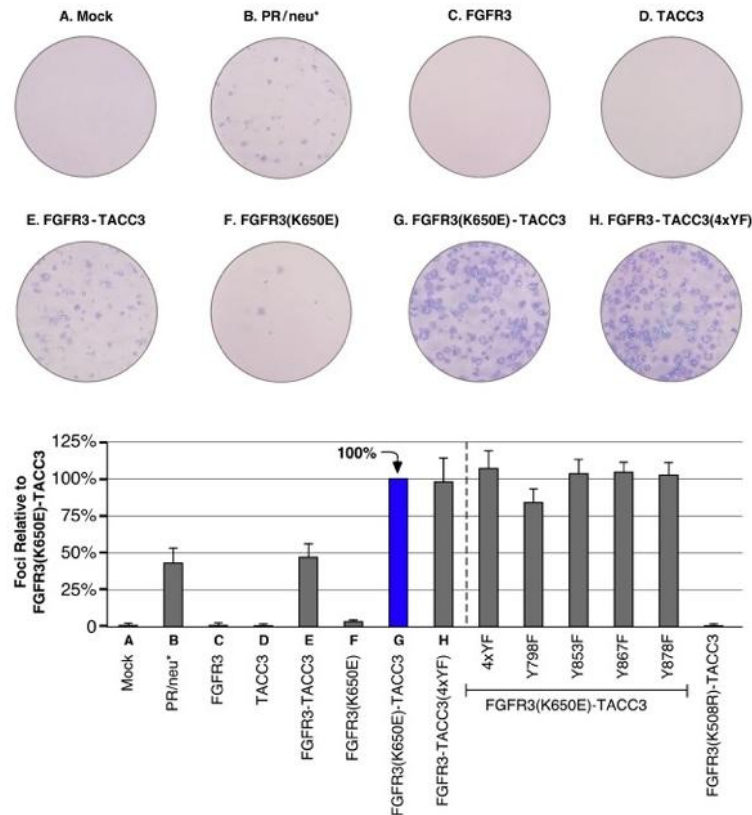 A. Mock
B. PR/neu*
C. FGFR3
D. TACC3
E. FGFR3-TACC3
F. FGFR3(K650E)
G. FGFR3(K650E)-TACC3
H. FGFR3-TACC3(4xYF)
Foci Relative to
FGFR3(K650E)-TACC3
125%
100%
75%
50%
25%
0
100%
A
B
C
D
E
F
G
H
Mock
PR/neu*
FGFR3
TACC3
FGFR3-TACC3
FGFR3(K650E)
FGFR3(K650E)-TACC3
FGFR3-TACC3(4xYF)
4xYF
Y798F
Y853F
Y867F
Y878F
FGFR3(K650E)-TACC3
FGFR3(K508R)-TACC3